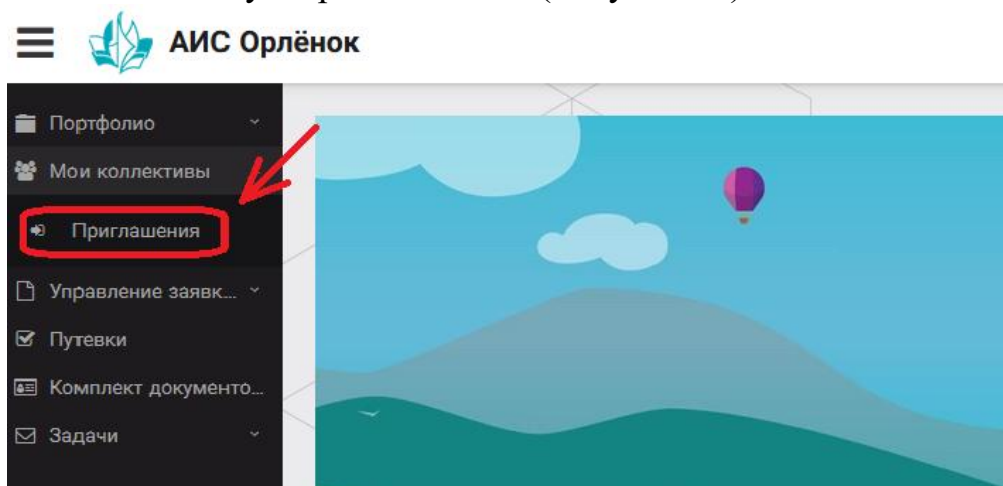 АИС Орлёнок
Портфолио
Мои коллективы
Приглашения
Управление заявк...
Путевки
Комплект документо...
Задачи